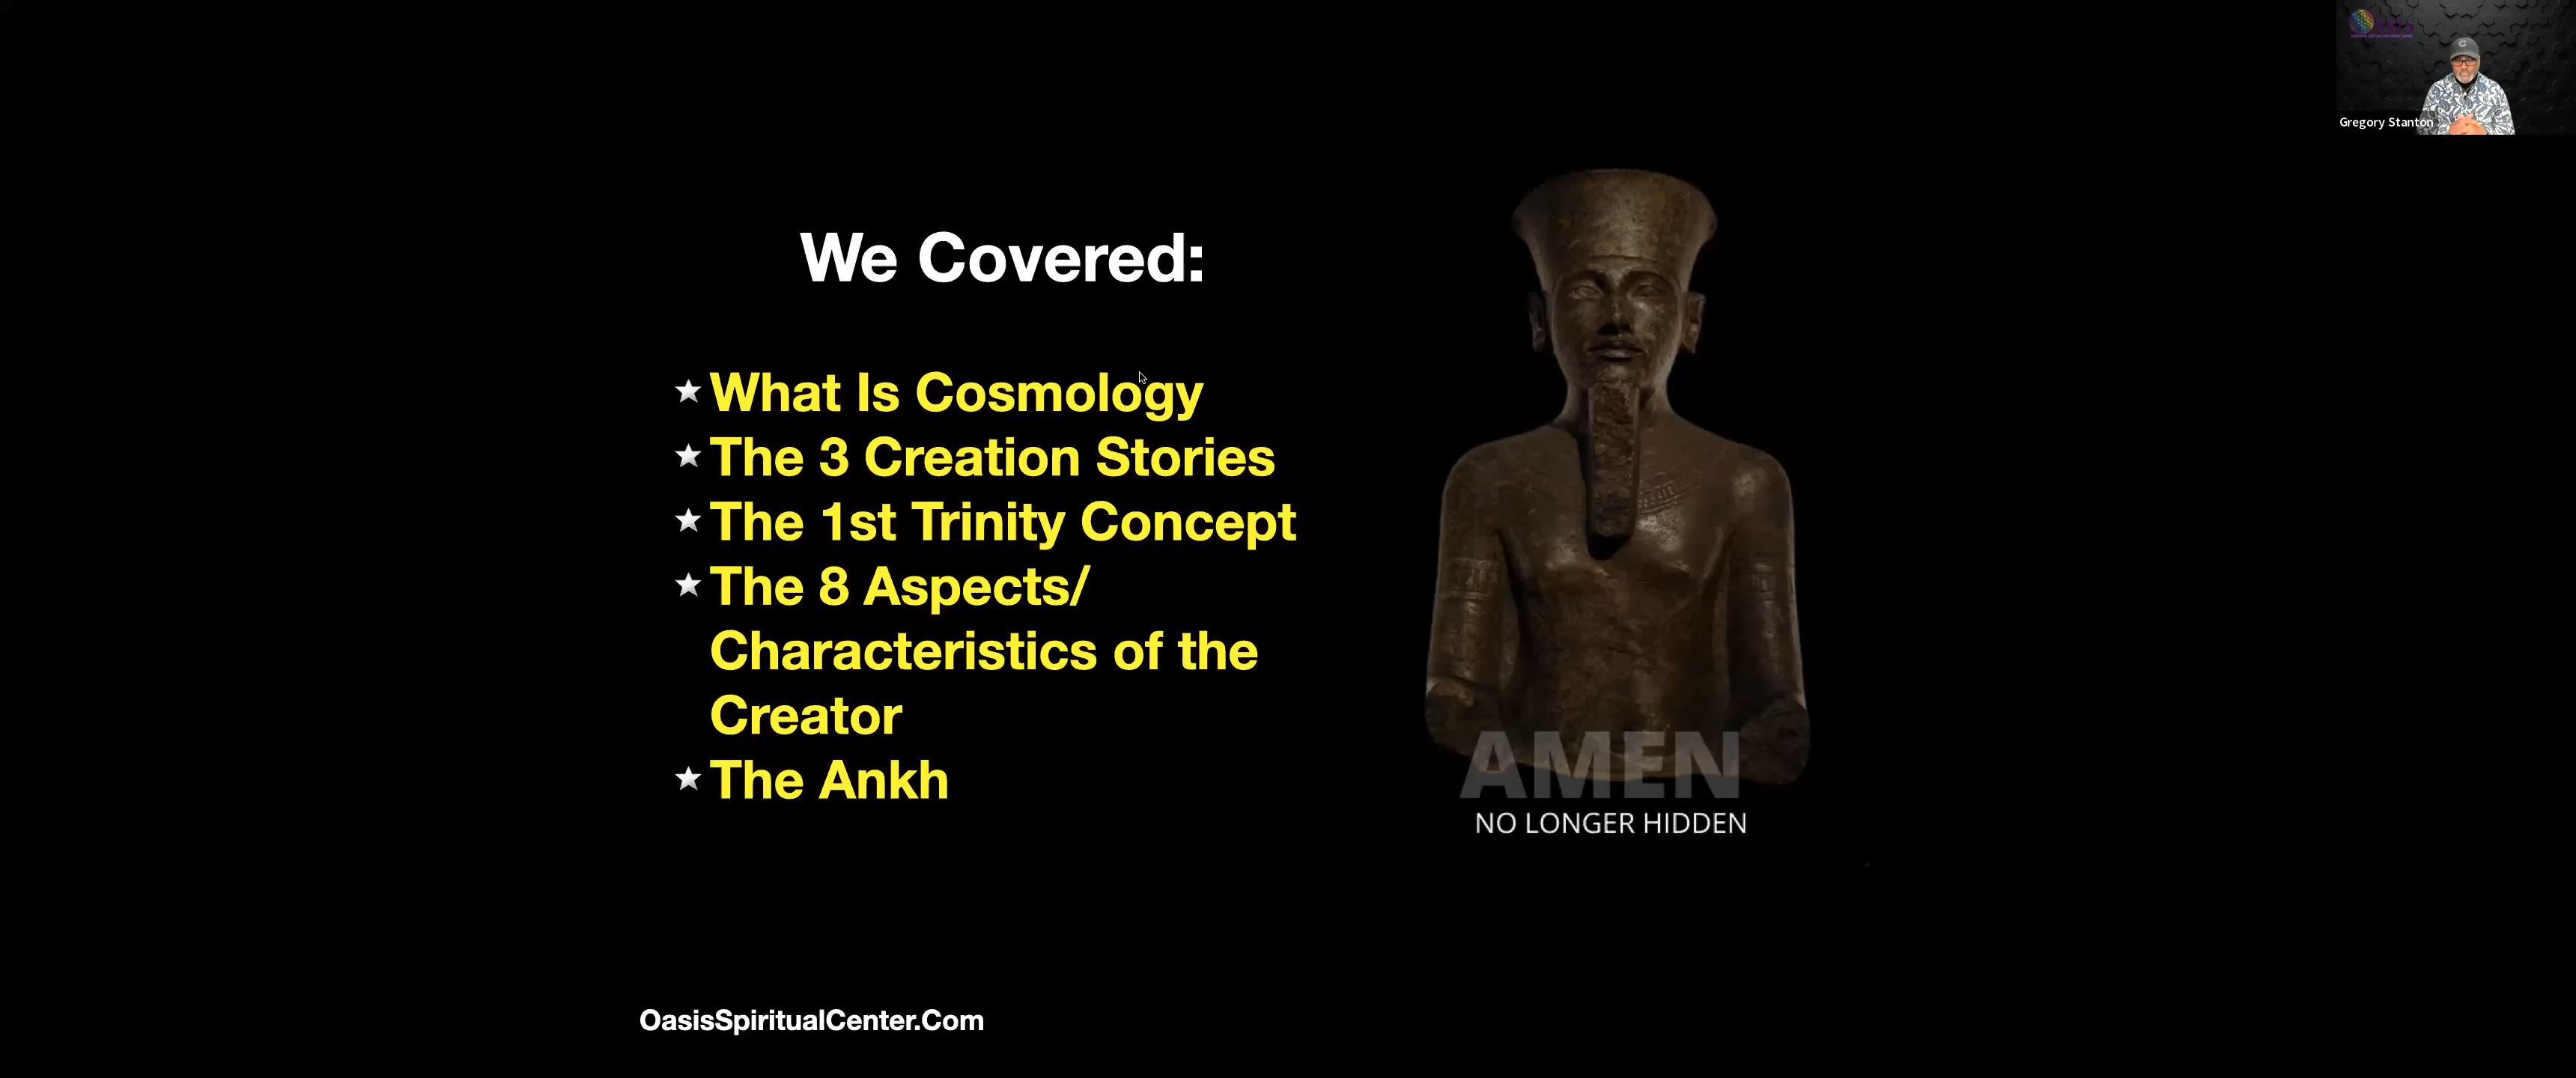 Gregory Stanton
We Covered:
What Is Cosmology
The 3 Creation Stories
The 1st Trinity Concept
The 8 Aspects/
Characteristics of the
Creator
The Ankh
AMEN
NO LONGER HIDDEN
OasisSpiritualCenter.Com